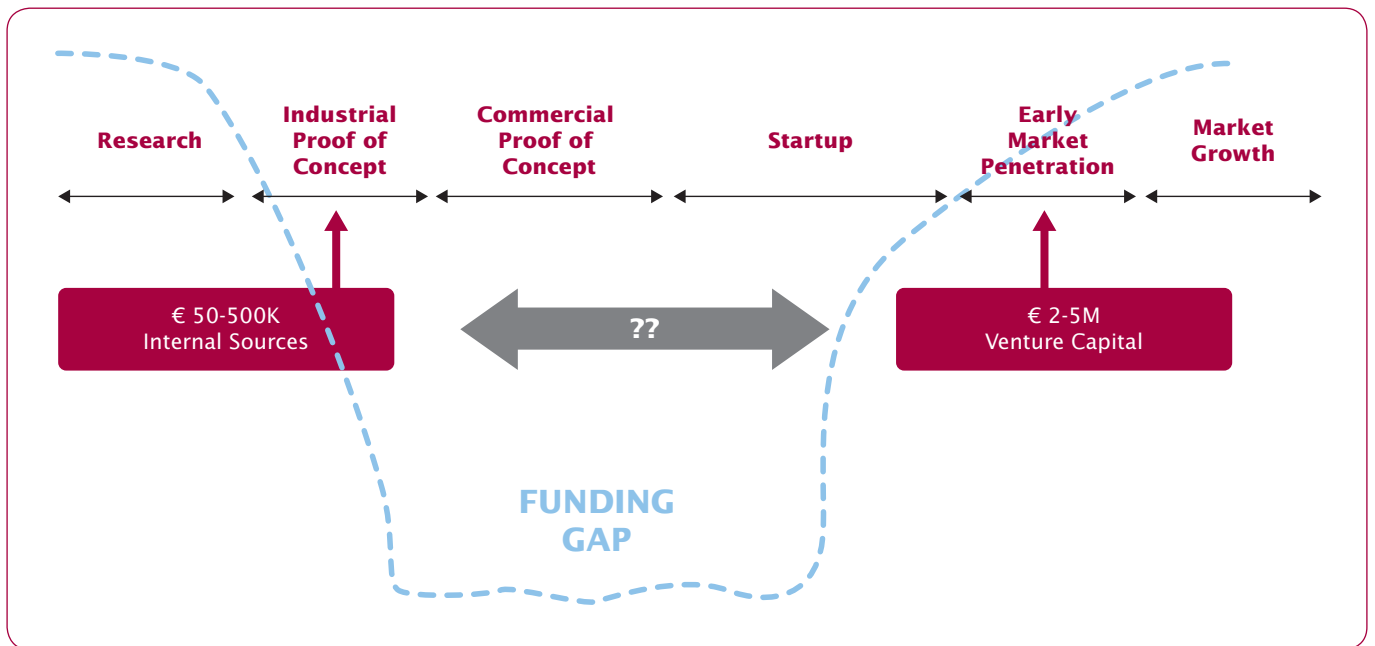 Research
Industrial
Proof of
Concept
Commercial
Proof of
Concept
Startup
Early
Market
Penetration
Market
Growth
€ 50-500K
Internal Sources
??
€ 2-5M
Venture Capital
FUNDING
GAP